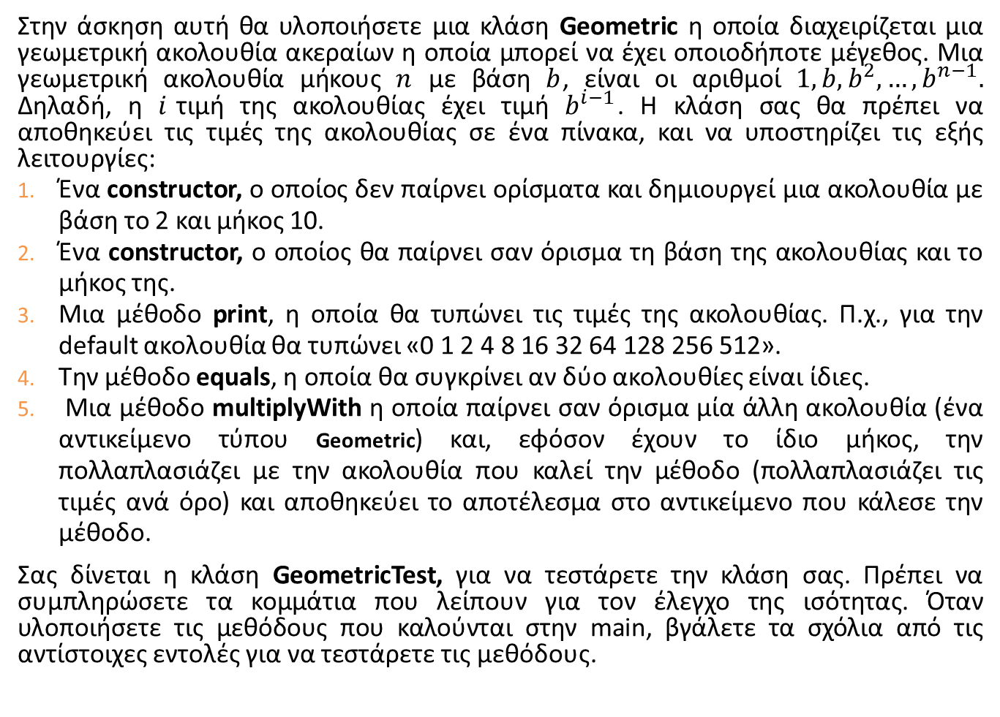 Στην άσκηση αυτή θα υλοποιήσετε μια κλάση Geometric η οποία διαχειρίζεται μια
γεωμετρική ακολουθία ακεραίων η οποία μπορεί να έχει οποιοδήποτε μέγεθος. Μια
γεωμετρική ακολουθία μήκους n με βάση b, είναι οι αριθμοί 1, b, b², … , bⁿ⁻¹.
Δηλαδή, η i τιμή της ακολουθίας έχει τιμή bⁱ⁻¹. Η κλάση σας θα πρέπει να
αποθηκεύει τις τιμές της ακολουθίας σε ένα πίνακα, και να υποστηρίζει τις εξής
λειτουργίες:
1. Ένα constructor, ο οποίος δεν παίρνει ορίσματα και δημιουργεί μια ακολουθία με
βάση το 2 και μήκος 10.
2. Ένα constructor, ο οποίος θα παίρνει σαν όρισμα τη βάση της ακολουθίας και το
μήκος της.
3. Μια μέθοδο print, η οποία θα τυπώνει τις τιμές της ακολουθίας. Π.χ., για την
default ακολουθία θα τυπώνει «0 1 2 4 8 16 32 64 128 256 512».
4. Την μέθοδο equals, η οποία θα συγκρίνει αν δύο ακολουθίες είναι ίδιες.
5. Μια μέθοδο multiplyWith η οποία παίρνει σαν όρισμα μία άλλη ακολουθία (ένα
αντικείμενο τύπου Geometric) και, εφόσον έχουν το ίδιο μήκος, την
πολλαπλασιάζει με την ακολουθία που καλεί την μέθοδο (πολλαπλασιάζει τις
τιμές ανά όρο) και αποθηκεύει το αποτέλεσμα στο αντικείμενο που κάλεσε την
μέθοδο.
Σας δίνεται η κλάση GeometricTest, για να τεστάρετε την κλάση σας. Πρέπει να
συμπληρώσετε τα κομμάτια που λείπουν για τον έλεγχο της ισότητας. Όταν
υλοποιήσετε τις μεθόδους που καλούνται στην main, βγάλετε τα σχόλια από τις
αντίστοιχες εντολές για να τεστάρετε τις μεθόδους.